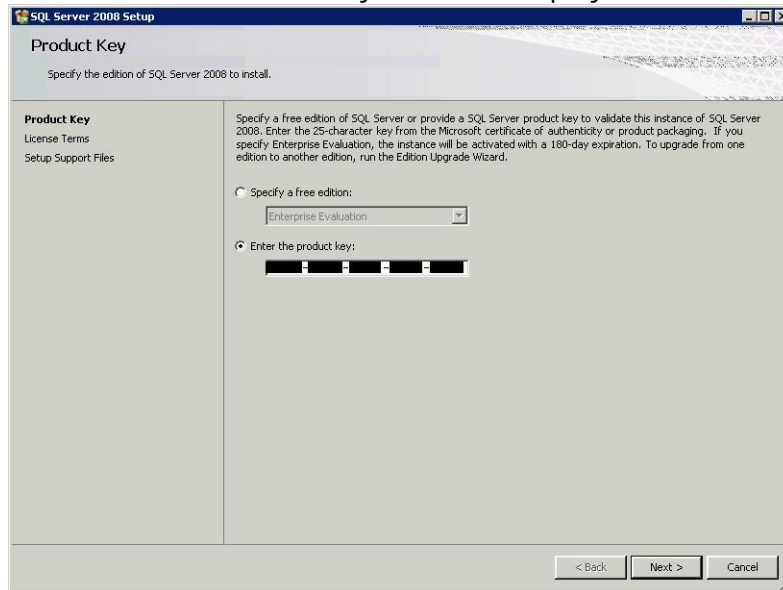 SQL Server 2008 Setup
Product Key
Specify the edition of SQL Server 2008 to install.
Product Key
License Terms
Setup Support Files
Specify a free edition of SQL Server or provide a SQL Server product key to validate this instance of SQL Server
2008. Enter the 25-character key from the Microsoft certificate of authenticity or product packaging. If you
specify Enterprise Evaluation, the instance will be activated with a 180-day expiration. To upgrade from one
edition to another edition, run the Edition Upgrade Wizard.
Specify a free edition:
Enterprise Evaluation
Enter the product key:
< Back
Next >
Cancel